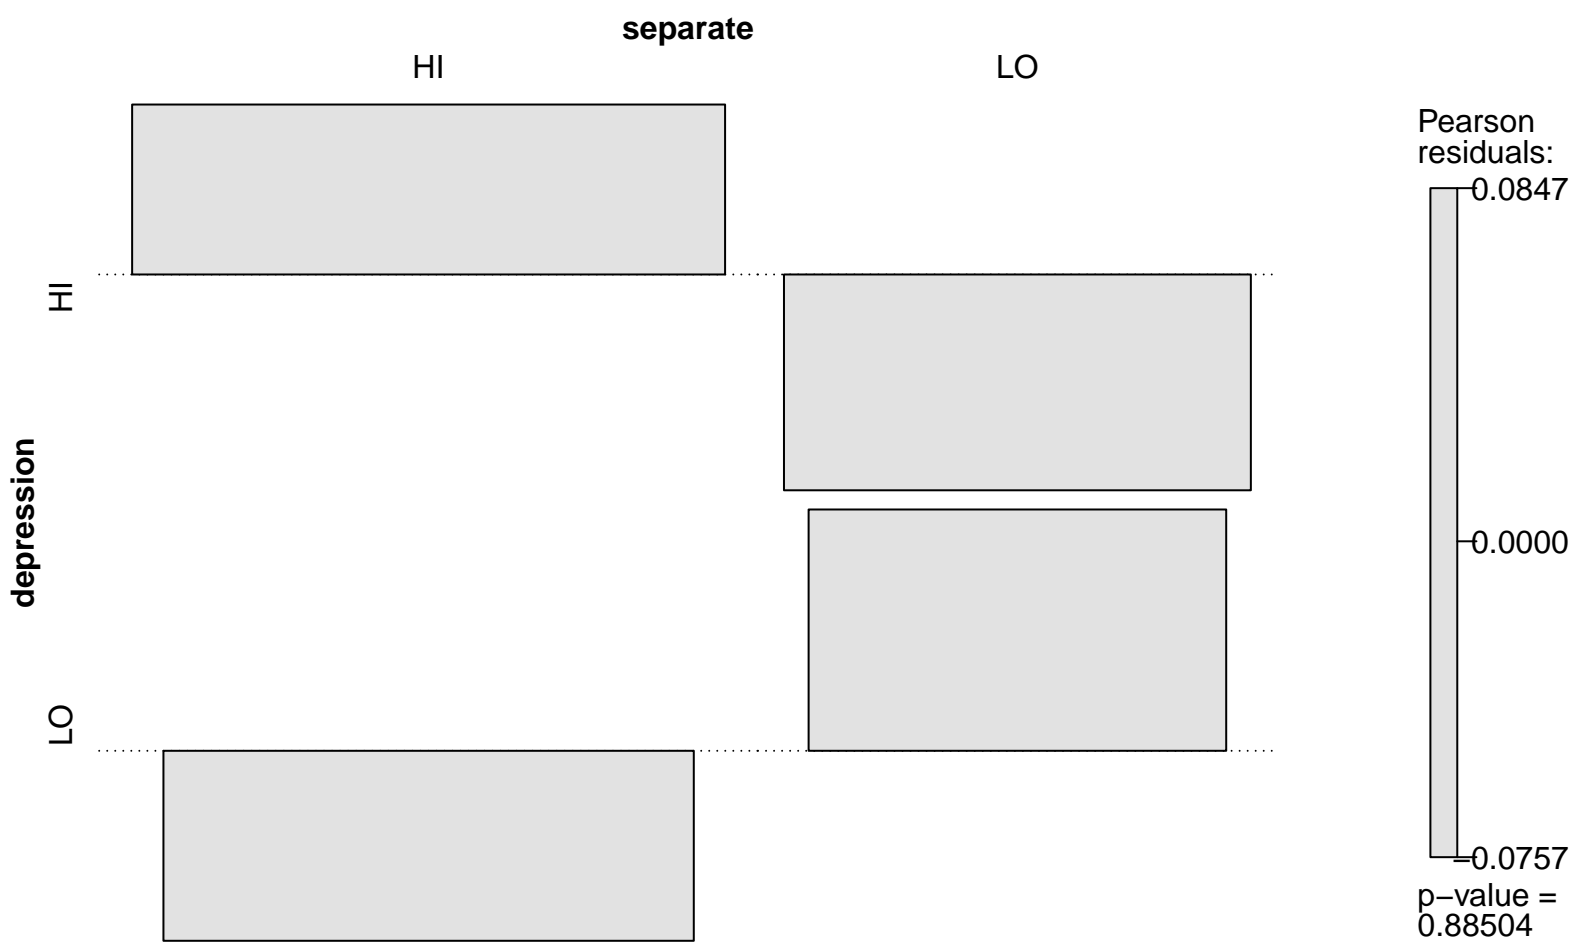 separate
HI LO
HI
depression
LO
Pearson
residuals:
0.0847
0.0000
−0.0757
p−value =
0.88504